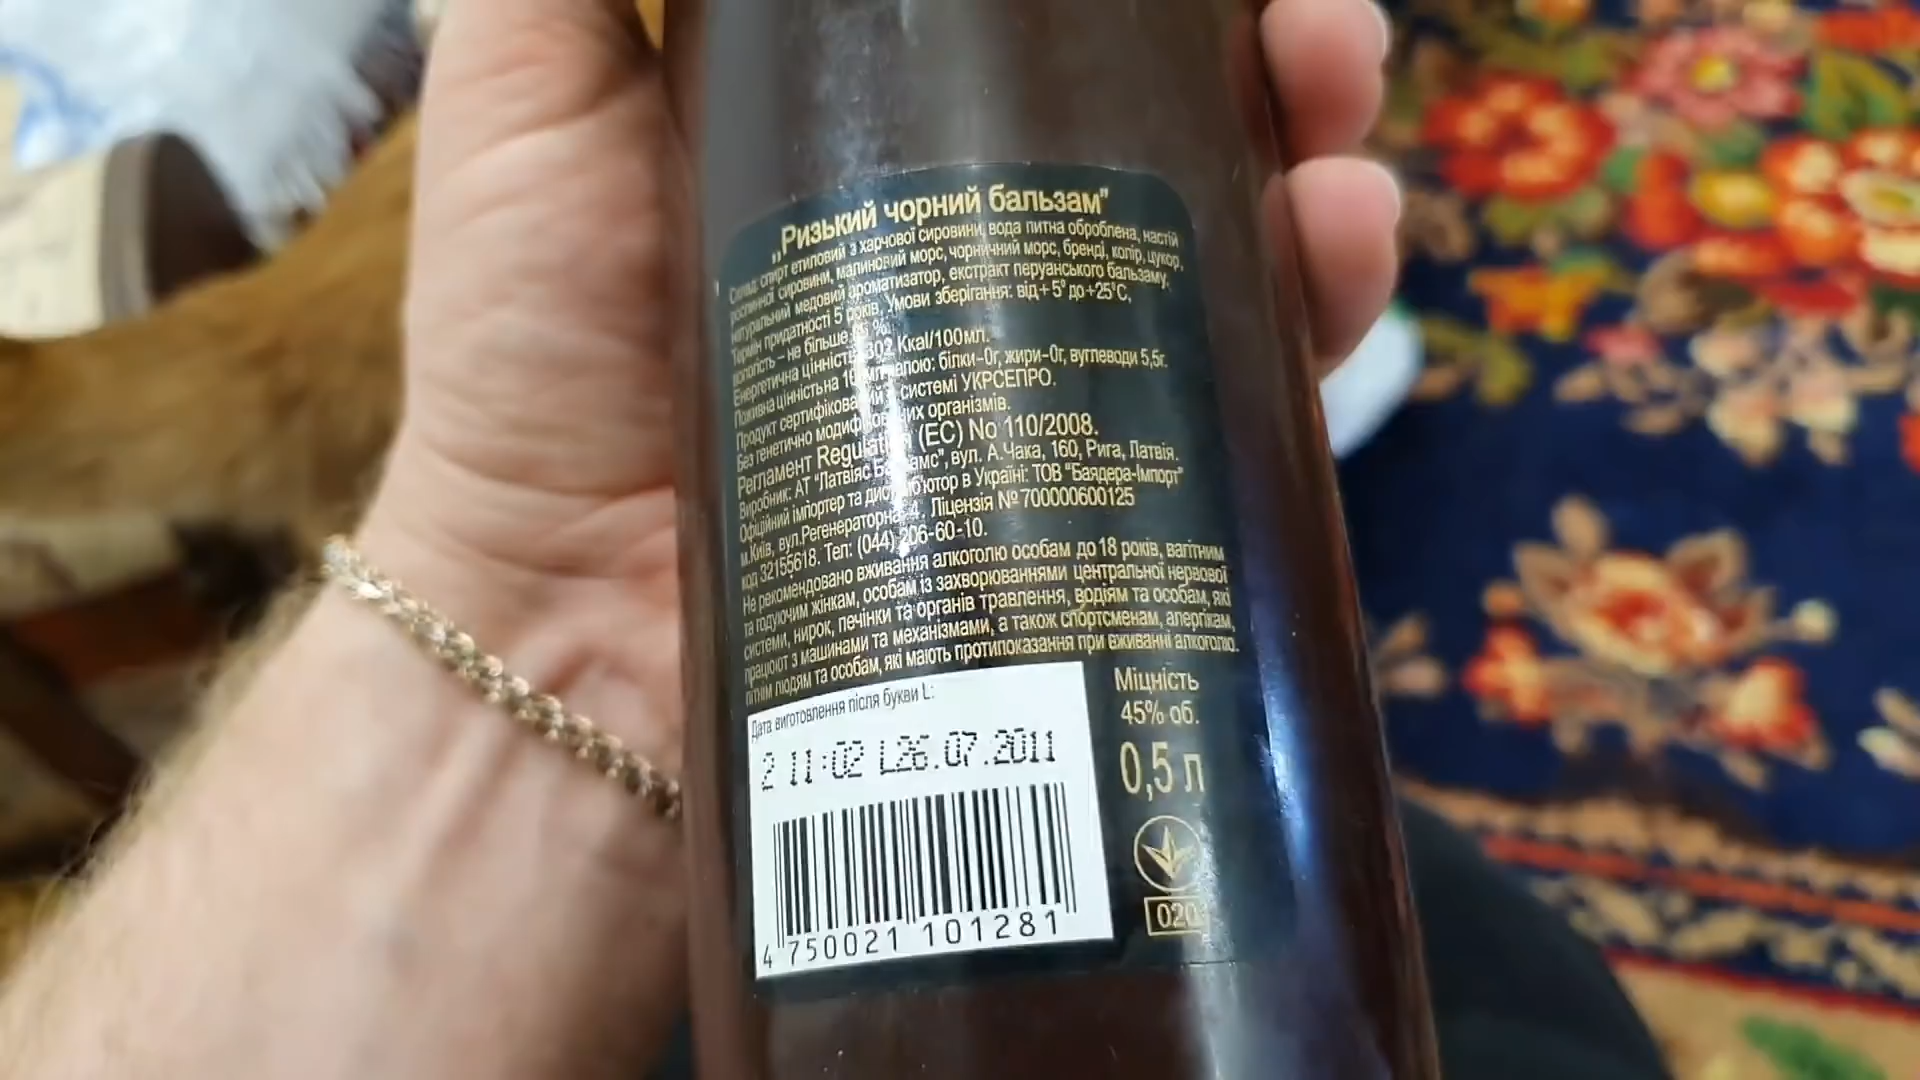 „Ризький чорний бальзам"
Склад: спирт етиловий з харчової сировини, вода питна оброблена, настій
рослинної сировини, малиновий морс, чорничний морс, бренді, колір, цукор,
натуральний медовий ароматизатор, екстракт перуанського бальзаму.
Термін придатності 5 років. Умови зберігання: від + 5° до +25°C,
вологість – не більше 85 %.
Енергетична цінність 302 Kkal/100мл.
Поживна цінність на напою: білки-0г, жири-0г, вуглеводи 5,5г.
Продукт сертифікований в системі УКРСЕПРО.
Без генетично модифікованих організмів.
Регламент Regulation (EC) No 110/2008.
Виробник: АТ "Латвіяс Бальзамс", вул. А.Чака, 160, Рига, Латвія.
Офіційний імпортер та дистриб'ютор в Україні: ТОВ "Баядера-Імпорт"
м.Київ, вул.Регенераторна, 4. Ліцензія №700000600125
код 32155618. Тел: (044) 206-60-10.
Не рекомендовано вживання алкоголю особам до 18 років, вагітним
та годуючим жінкам, особам із захворюваннями центральної нервової
системи, нирок, печінки та органів травлення, водіям та особам, які
працюют з машинами та механізмами, а також спортсменам, алергікам,
літнім людям та особам, які мають протипоказання при вживанні алкоголю.
Дата виготовлення після букви L:
2 11:02 L26.07.2011
4 750021 101281
Міцність
45% об.
0,5 л
020